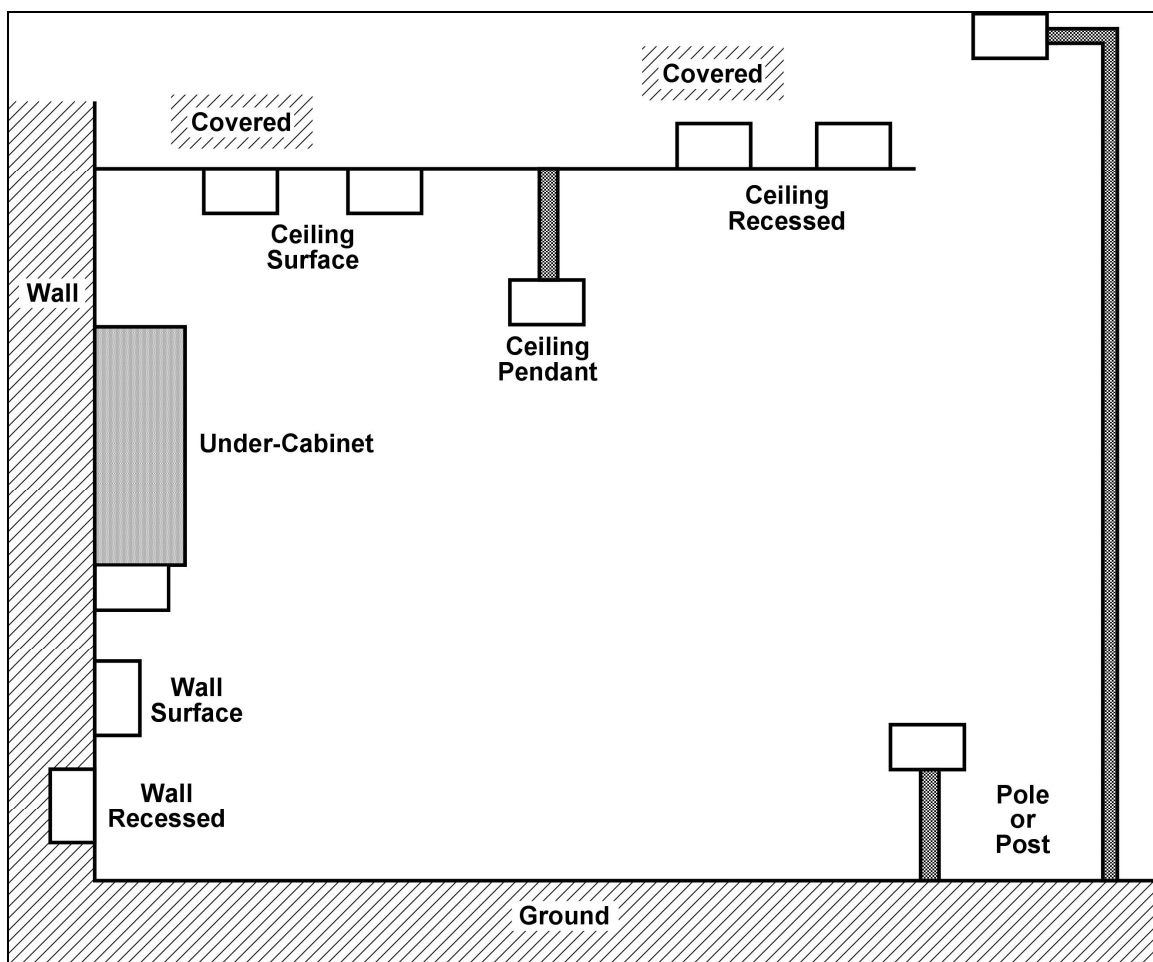 Covered
Covered
Ceiling
Surface
Ceiling
Recessed
Wall
Ceiling
Pendant
Under-Cabinet
Wall
Surface
Wall
Recessed
Pole
or
Post
Ground